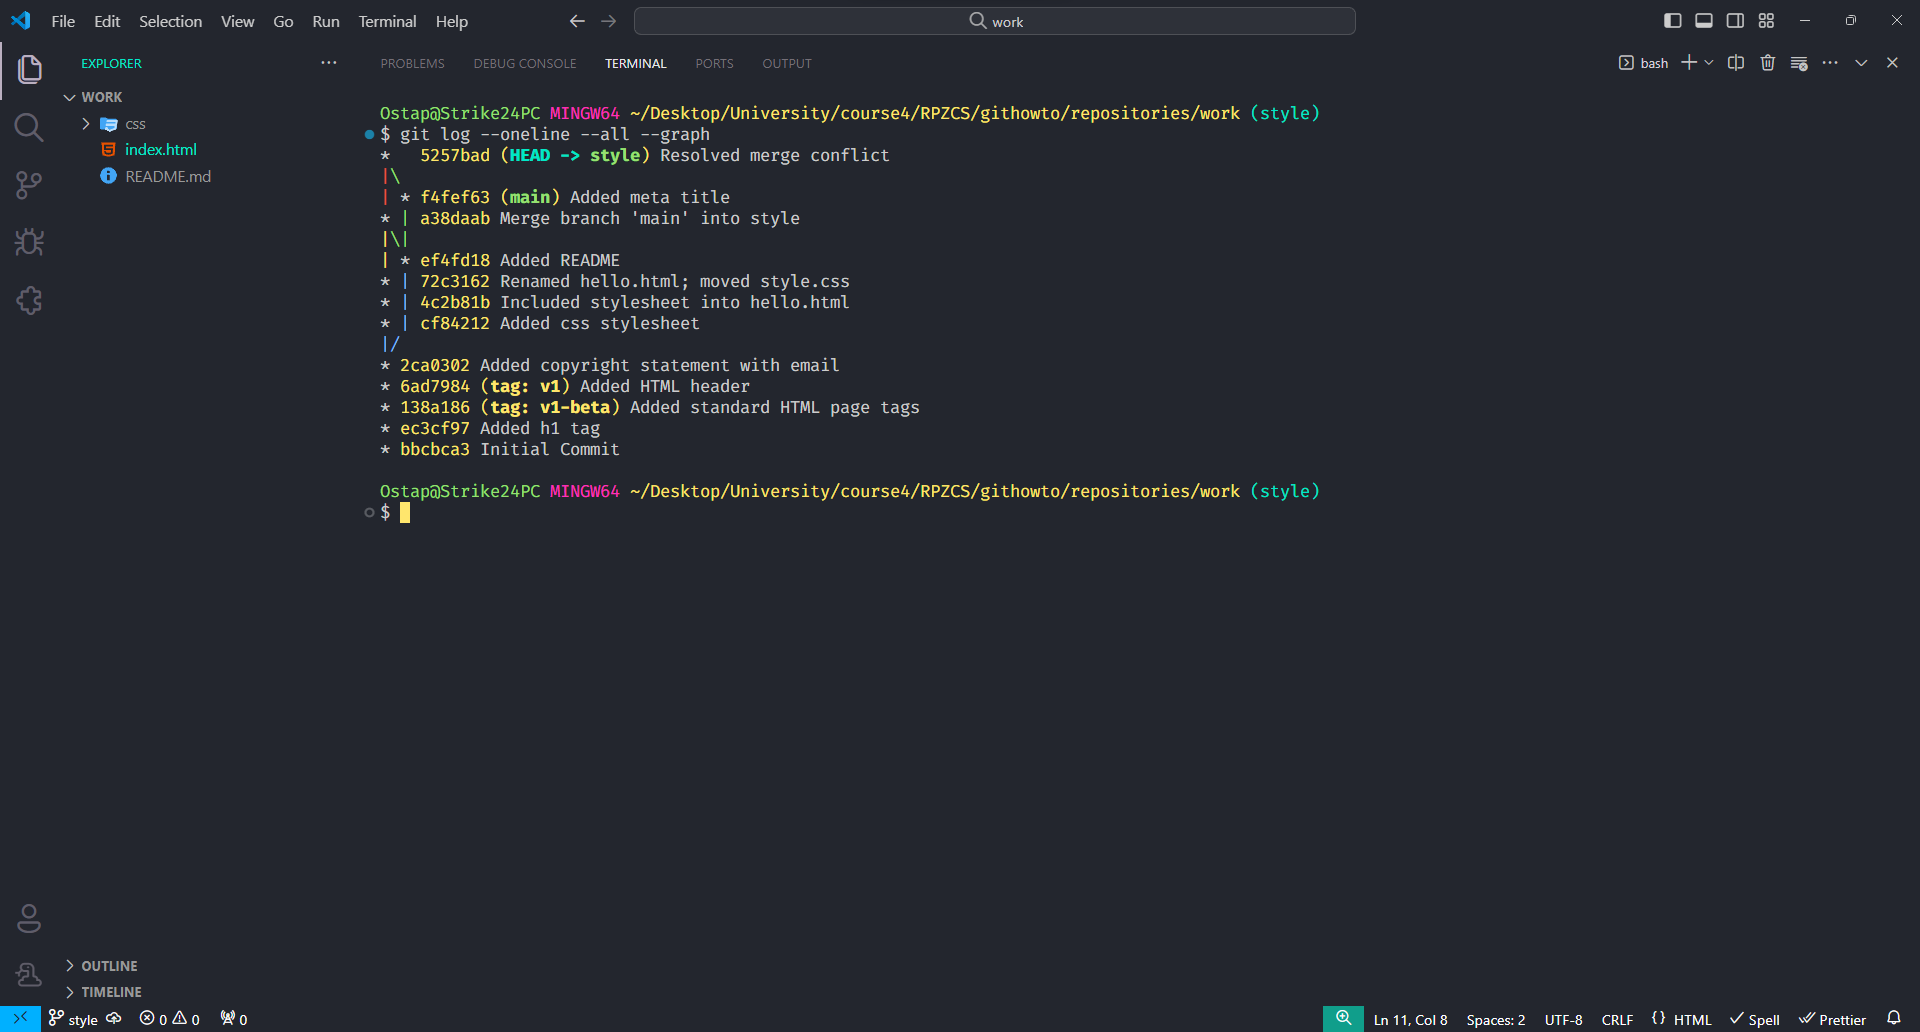 File Edit Selection View Go Run Terminal Help
work
EXPLORER
PROBLEMS DEBUG CONSOLE TERMINAL PORTS OUTPUT
bash
WORK
css
index.html
README.md
Ostap@Strike24PC MINGW64 ~/Desktop/University/course4/RPZCS/githowto/repositories/work (style)
$ git log --oneline --all --graph
*   5257bad (HEAD -> style) Resolved merge conflict
|\
| * f4fef63 (main) Added meta title
* | a38daab Merge branch 'main' into style
|\|
| * ef4fd18 Added README
* | 72c3162 Renamed hello.html; moved style.css
* | 4c2b81b Included stylesheet into hello.html
* | cf84212 Added css stylesheet
|/
* 2ca0302 Added copyright statement with email
* 6ad7984 (tag: v1) Added HTML header
* 138a186 (tag: v1-beta) Added standard HTML page tags
* ec3cf97 Added h1 tag
* bbcbca3 Initial Commit
Ostap@Strike24PC MINGW64 ~/Desktop/University/course4/RPZCS/githowto/repositories/work (style)
$
OUTLINE
TIMELINE
style 0 0 0
Ln 11, Col 8 Spaces: 2 UTF-8 CRLF {} HTML Spell Prettier